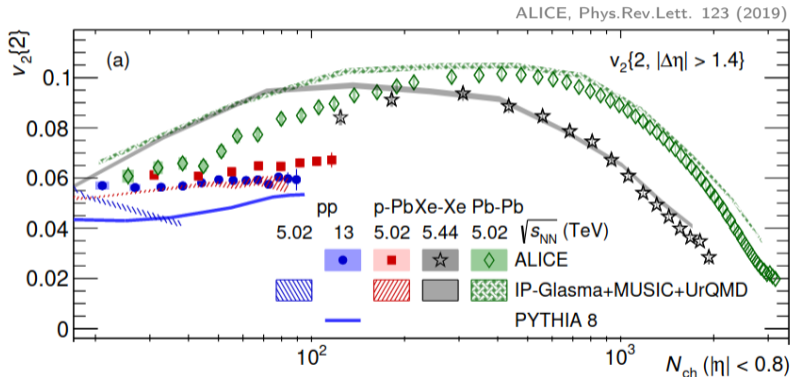 ALICE, Phys.Rev.Lett. 123 (2019)
v2{2}
(a)
v2{2, |Δη| > 1.4}
0.1
0.08
0.06
0.04
0.02
0
pp p-Pb Xe-Xe Pb-Pb
5.02 13 5.02 5.44 5.02 √sNN (TeV)
ALICE
IP-Glasma+MUSIC+UrQMD
PYTHIA 8
10²
10³
Nch (|η| < 0.8)